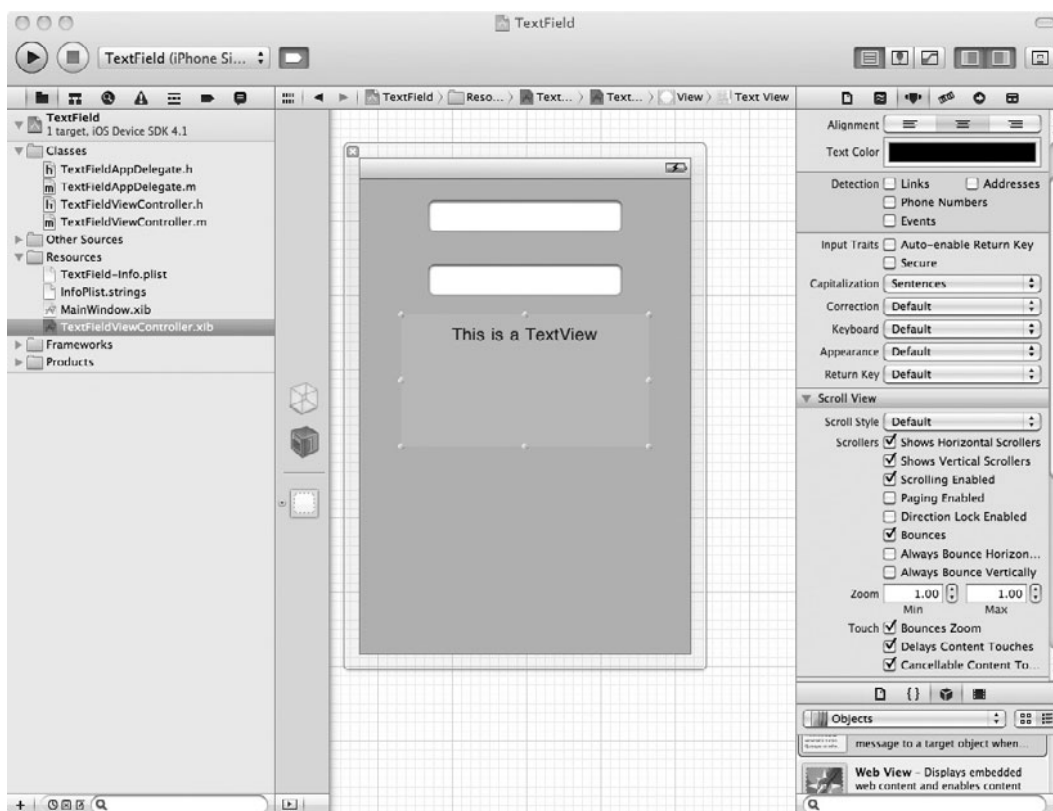 TextField
TextField (iPhone Si...
TextField
1 target, iOS Device SDK 4.1
Classes
h TextFieldAppDelegate.h
m TextFieldAppDelegate.m
h TextFieldViewController.h
m TextFieldViewController.m
Other Sources
Resources
TextField-Info.plist
InfoPlist.strings
MainWindow.xib
TextFieldViewController.xib
Frameworks
Products
TextField
Reso...
Text...
Text...
View
Text View
This is a TextView
Alignment
Text Color
Detection Links Addresses
Phone Numbers
Events
Input Traits Auto-enable Return Key
Secure
Capitalization Sentences
Correction Default
Keyboard Default
Appearance Default
Return Key Default
Scroll View
Scroll Style Default
Scrollers Shows Horizontal Scrollers
Shows Vertical Scrollers
Scrolling Enabled
Paging Enabled
Direction Lock Enabled
Bounces
Always Bounce Horizon...
Always Bounce Vertically
Zoom 1.00 1.00
Min Max
Touch Bounces Zoom
Delays Content Touches
Cancellable Content To...
{}
Objects
message to a target object when...
Web View – Displays embedded
web content and enables content